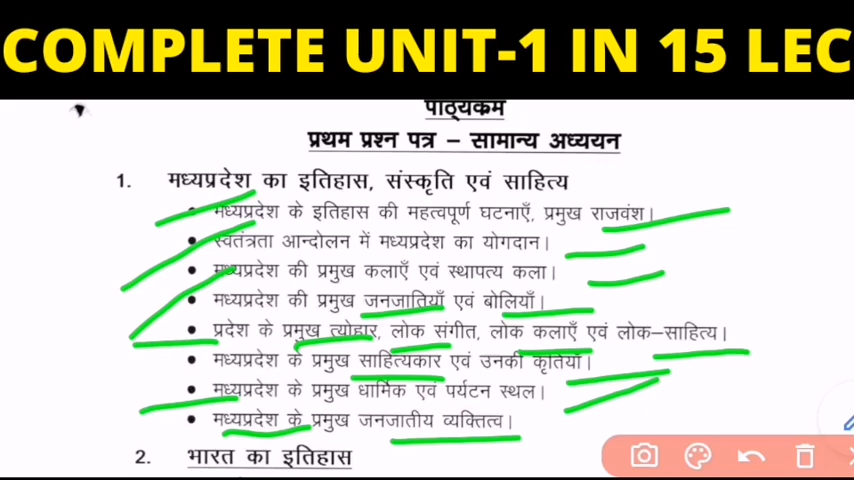 COMPLETE UNIT-1 IN 15 LEC
पाठ्यकम
प्रथम प्रश्न पत्र – सामान्य अध्ययन
1. मध्यप्रदेश का इतिहास, संस्कृति एवं साहित्य
• मध्यप्रदेश के इतिहास की महत्वपूर्ण घटनाएँ, प्रमुख राजवंश।
• स्वतंत्रता आन्दोलन में मध्यप्रदेश का योगदान।
• मध्यप्रदेश की प्रमुख कलाएँ एवं स्थापत्य कला।
• मध्यप्रदेश की प्रमुख जनजातियाँ एवं बोलियाँ।
• प्रदेश के प्रमुख त्योहार, लोक संगीत, लोक कलाएँ एवं लोक–साहित्य।
• मध्यप्रदेश के प्रमुख साहित्यकार एवं उनकी कृतियाँ।
• मध्यप्रदेश के प्रमुख धार्मिक एवं पर्यटन स्थल।
• मध्यप्रदेश के प्रमुख जनजातीय व्यक्तित्व।
2. भारत का इतिहास